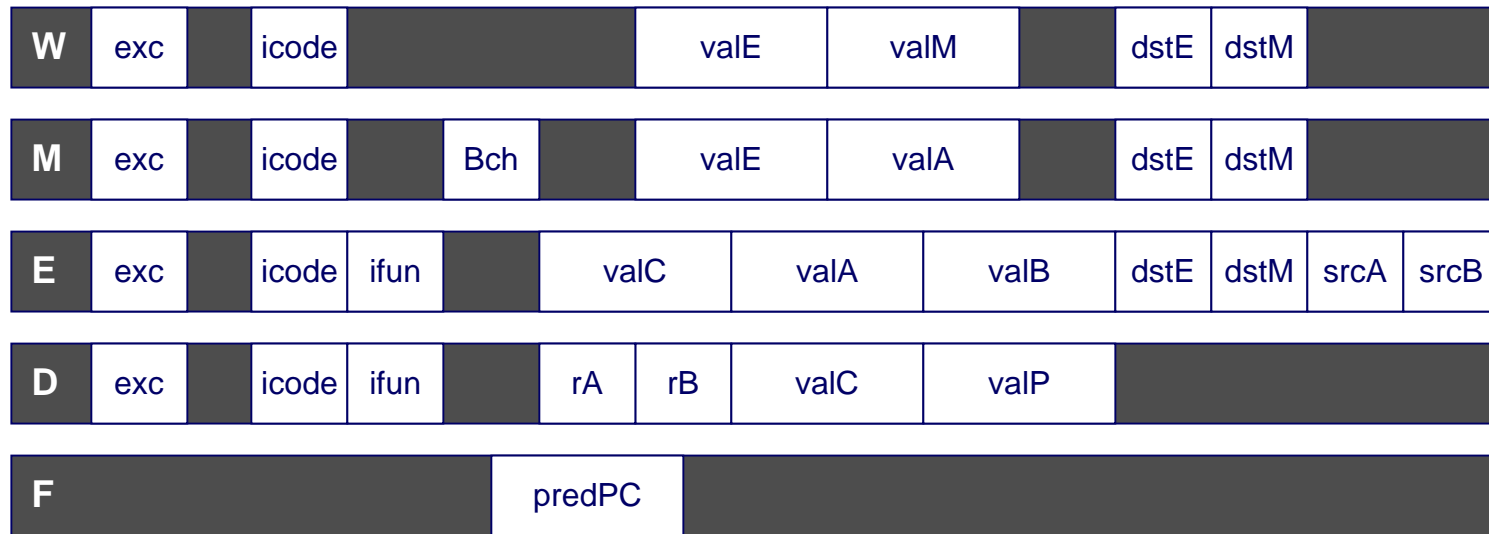 W exc icode valE valM dstE dstM
M exc icode Bch valE valA dstE dstM
E exc icode ifun valC valA valB dstE dstM srcA srcB
D exc icode ifun rA rB valC valP
F predPC